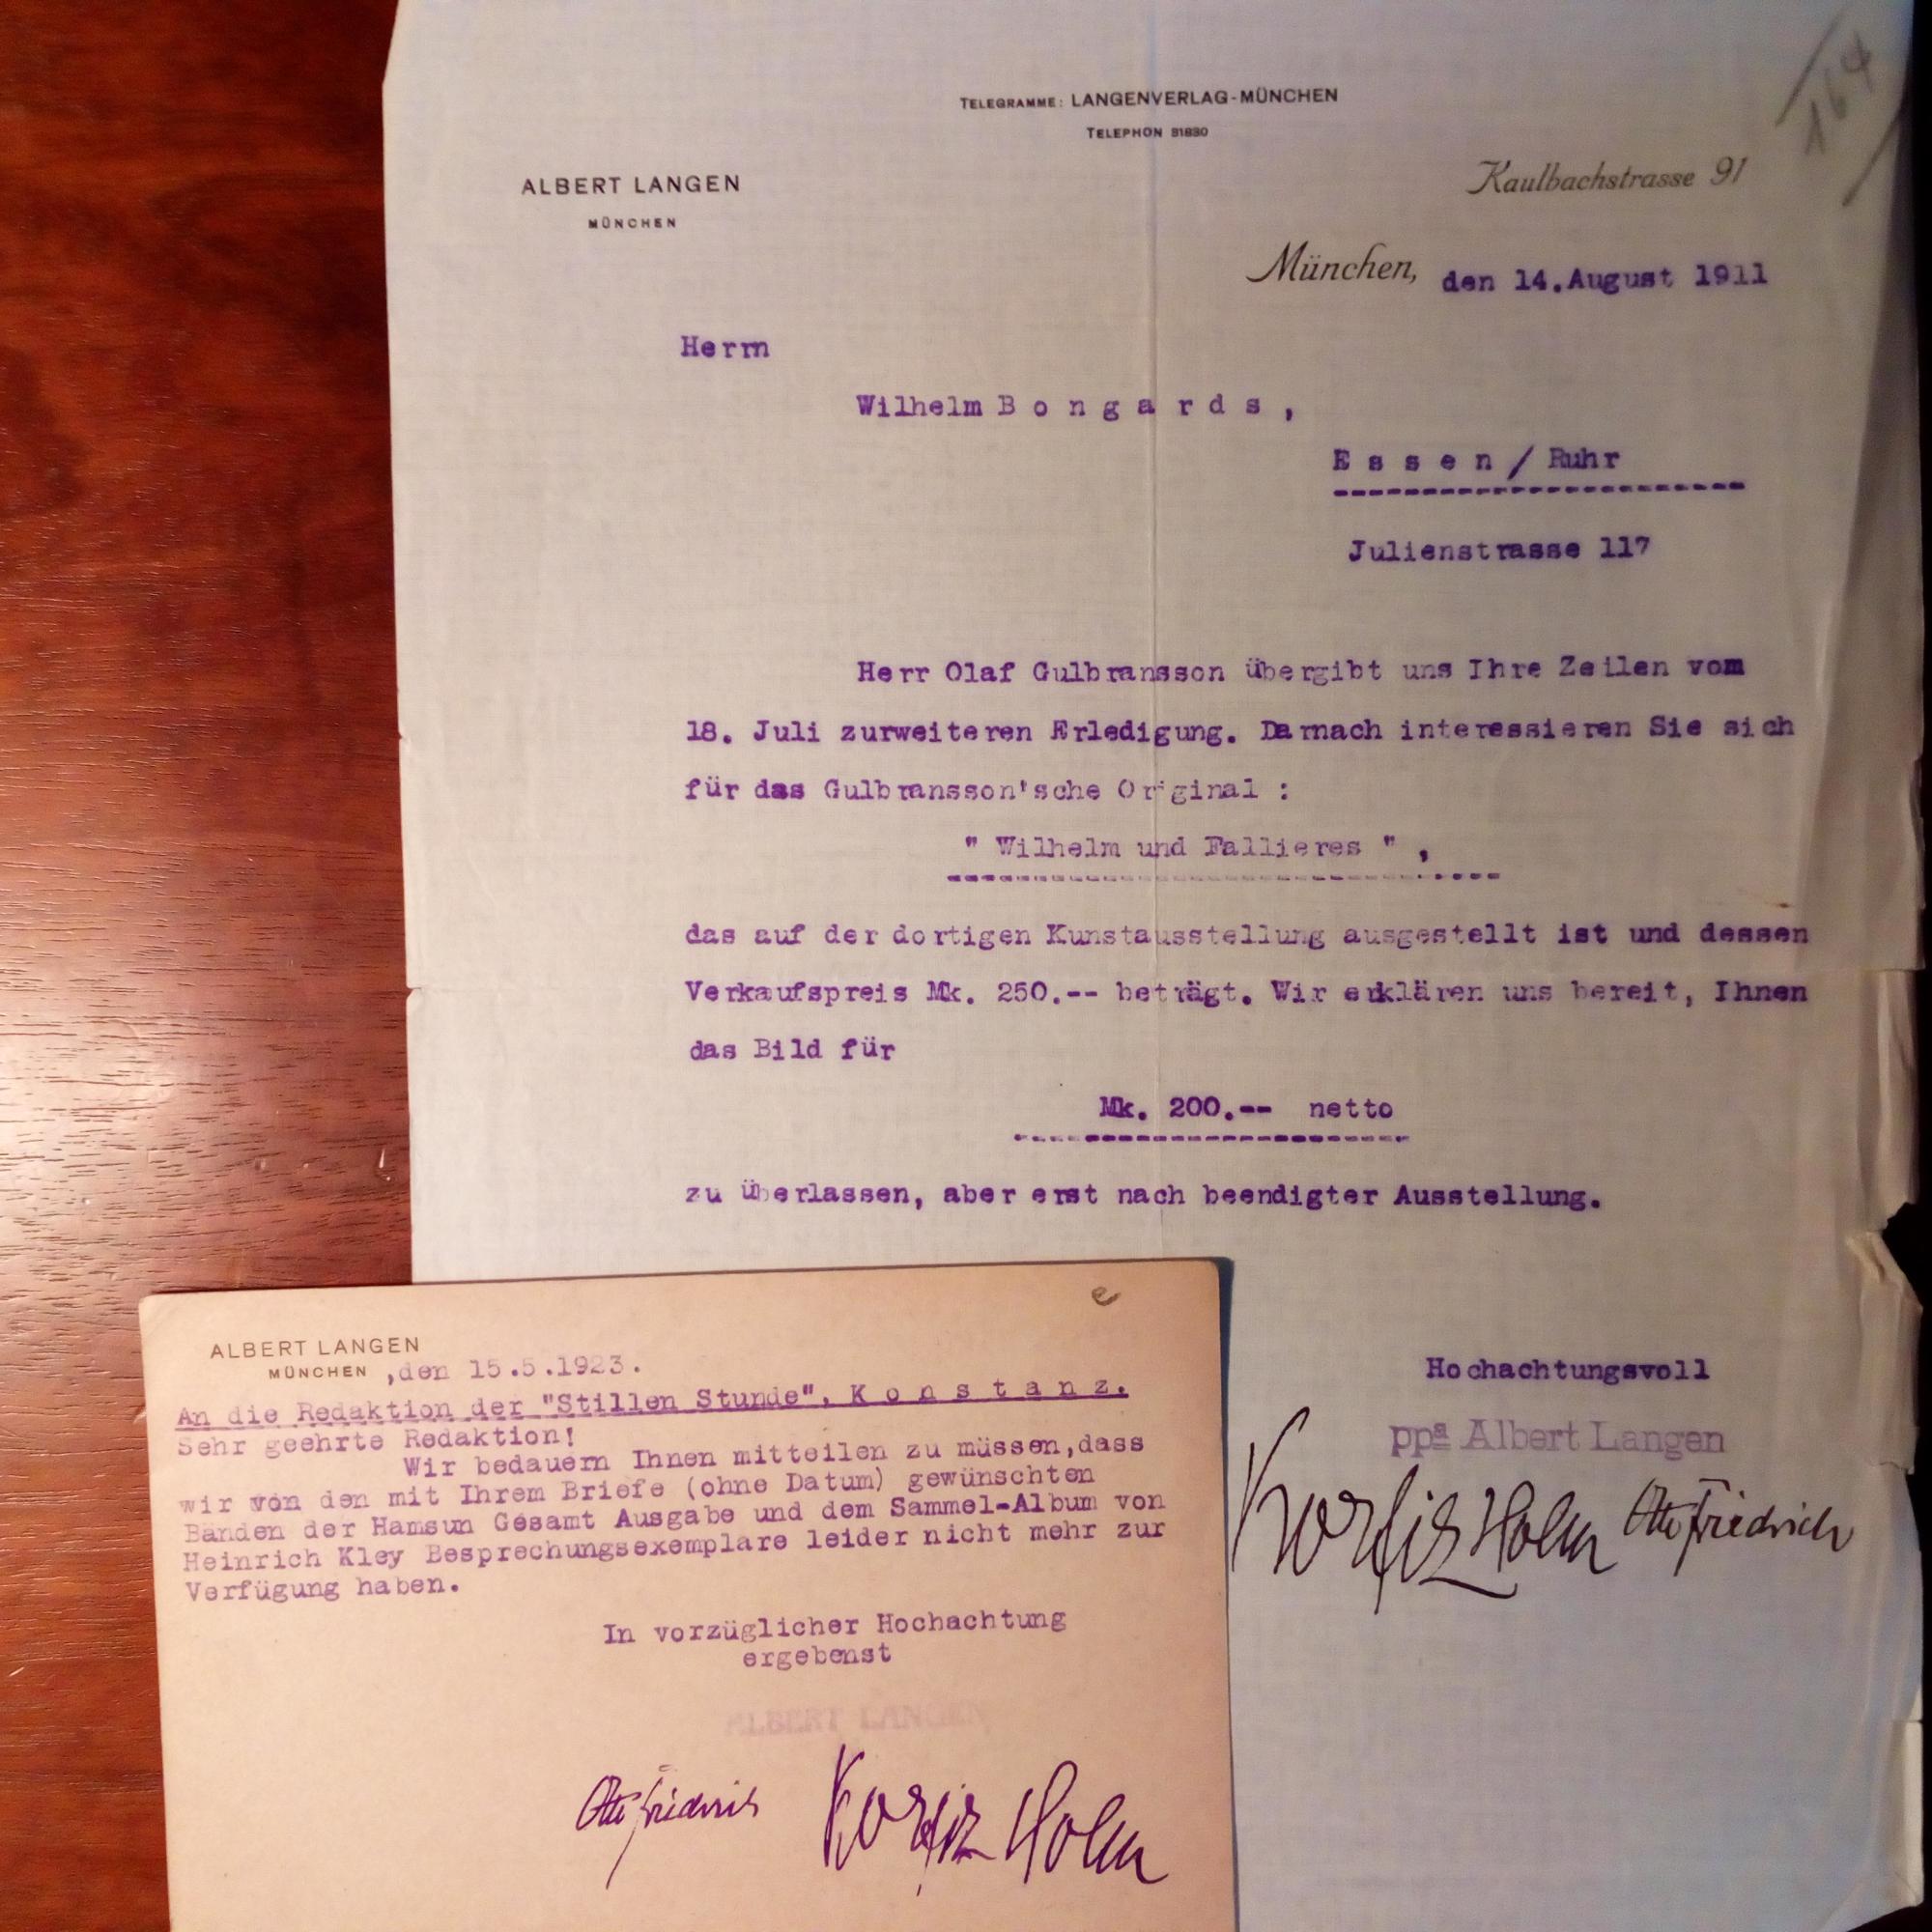 TELEGRAMME: LANGENVERLAG-MÜNCHEN
TELEPHON 31830
ALBERT LANGEN
MÜNCHEN
Kaulbachstrasse 91
164
München, den 14.August 1911
Herrn
Wilhelm B o n g a r d s ,
E s s e n / Ruhr
Julienstrasse 117
Herr Olaf Gulbransson übergibt uns Ihre Zeilen vom
18. Juli zurweiteren Erledigung. Darnach interessieren Sie sich
für das Gulbransson'sche Original :
" Wilhelm und Fallieres " ,
das auf der dortigen Kunstausstellung ausgestellt ist und dessen
Verkaufspreis Mk. 250.-- beträgt. Wir erklären uns bereit, Ihnen
das Bild für
Mk. 200.-- netto
zu überlassen, aber erst nach beendigter Ausstellung.
Hochachtungsvoll
ppa Albert Langen
Korfiz Holm Otto Friedrich
e
ALBERT LANGEN
MÜNCHEN ,den 15.5.1923.
An die Redaktion der "Stillen Stunde", K o n s t a n z.
Sehr geehrte Redaktion!
Wir bedauern Ihnen mitteilen zu müssen,dass
wir von den mit Ihrem Briefe (ohne Datum) gewünschten
Bänden der Hamsun Gesamt Ausgabe und dem Sammel-Album von
Heinrich Kley Besprechungsexemplare leider nicht mehr zur
Verfügung haben.
In vorzüglicher Hochachtung
ergebenst
ALBERT LANGEN
Otto Friedrich Korfiz Holm